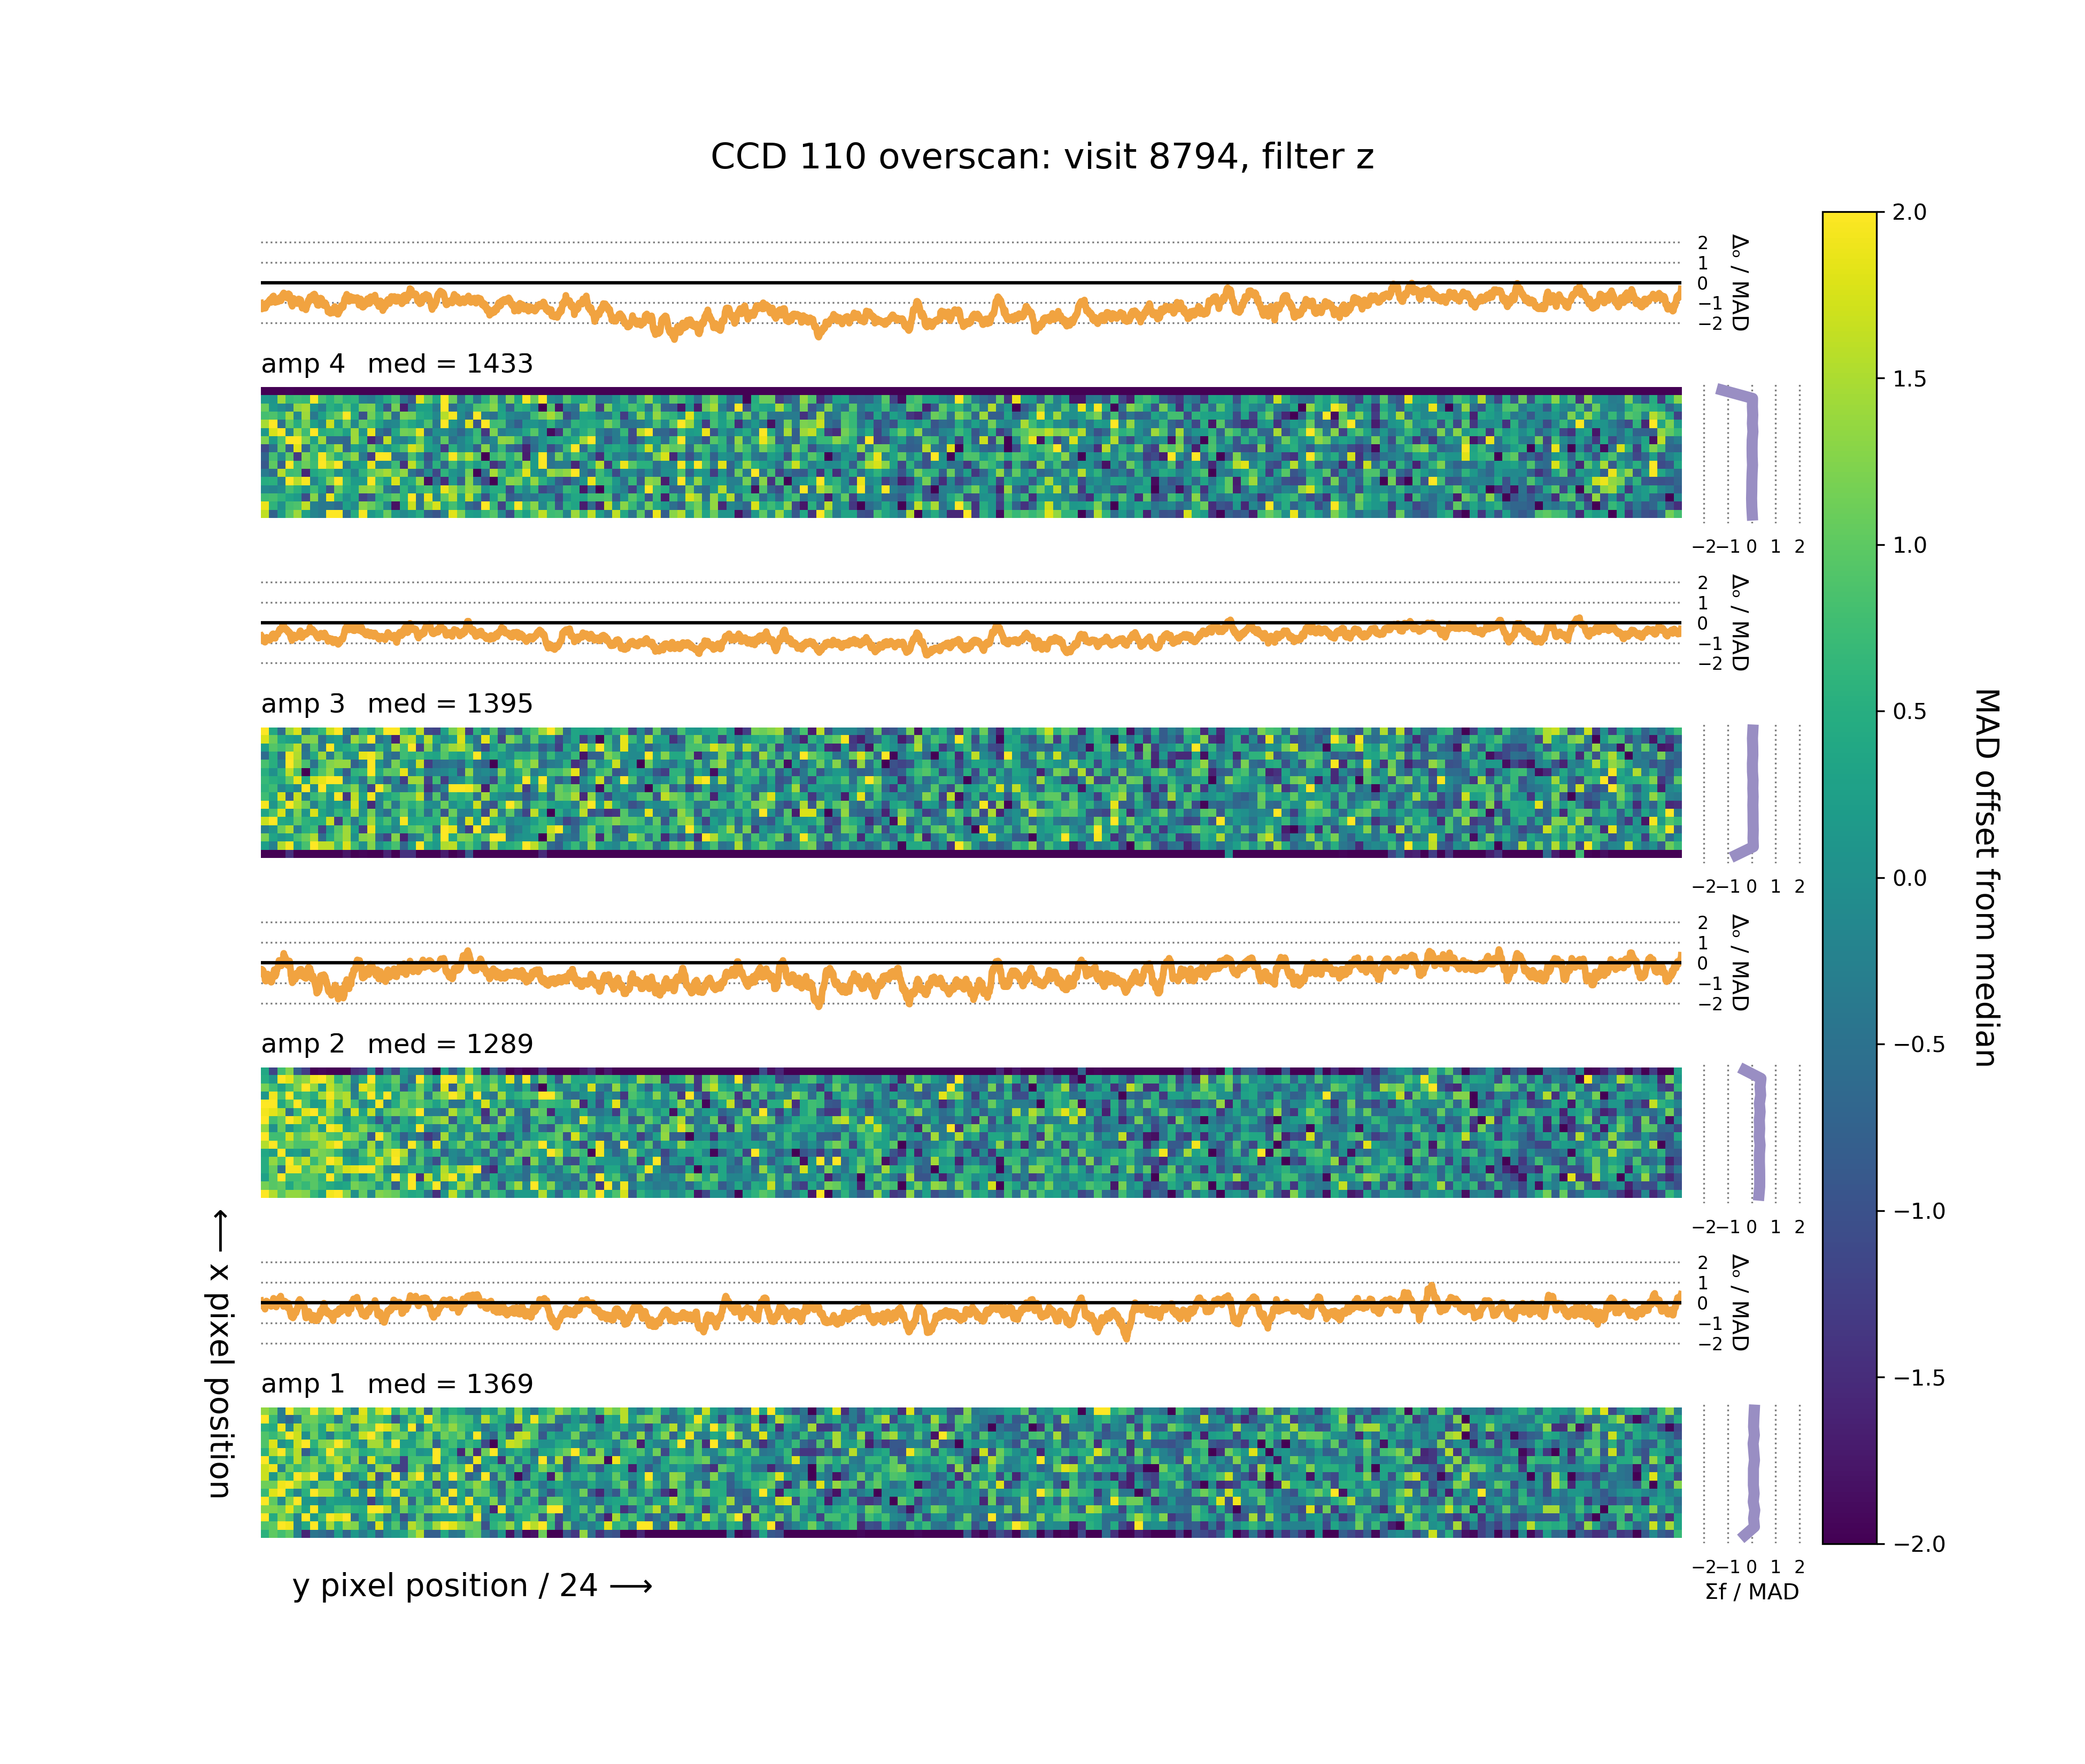 CCD 110 overscan: visit 8794, filter z
2
1
0
−1
−2
Δₒ / MAD
amp 4 med = 1433
−2 −1 0 1 2
2
1
0
−1
−2
Δₒ / MAD
amp 3 med = 1395
−2 −1 0 1 2
2
1
0
−1
−2
Δₒ / MAD
amp 2 med = 1289
−2 −1 0 1 2
2
1
0
−1
−2
Δₒ / MAD
amp 1 med = 1369
−2 −1 0 1 2
Σf / MAD
y pixel position / 24 ⟶
⟵ x pixel position
2.0
1.5
1.0
0.5
0.0
−0.5
−1.0
−1.5
−2.0
MAD offset from median